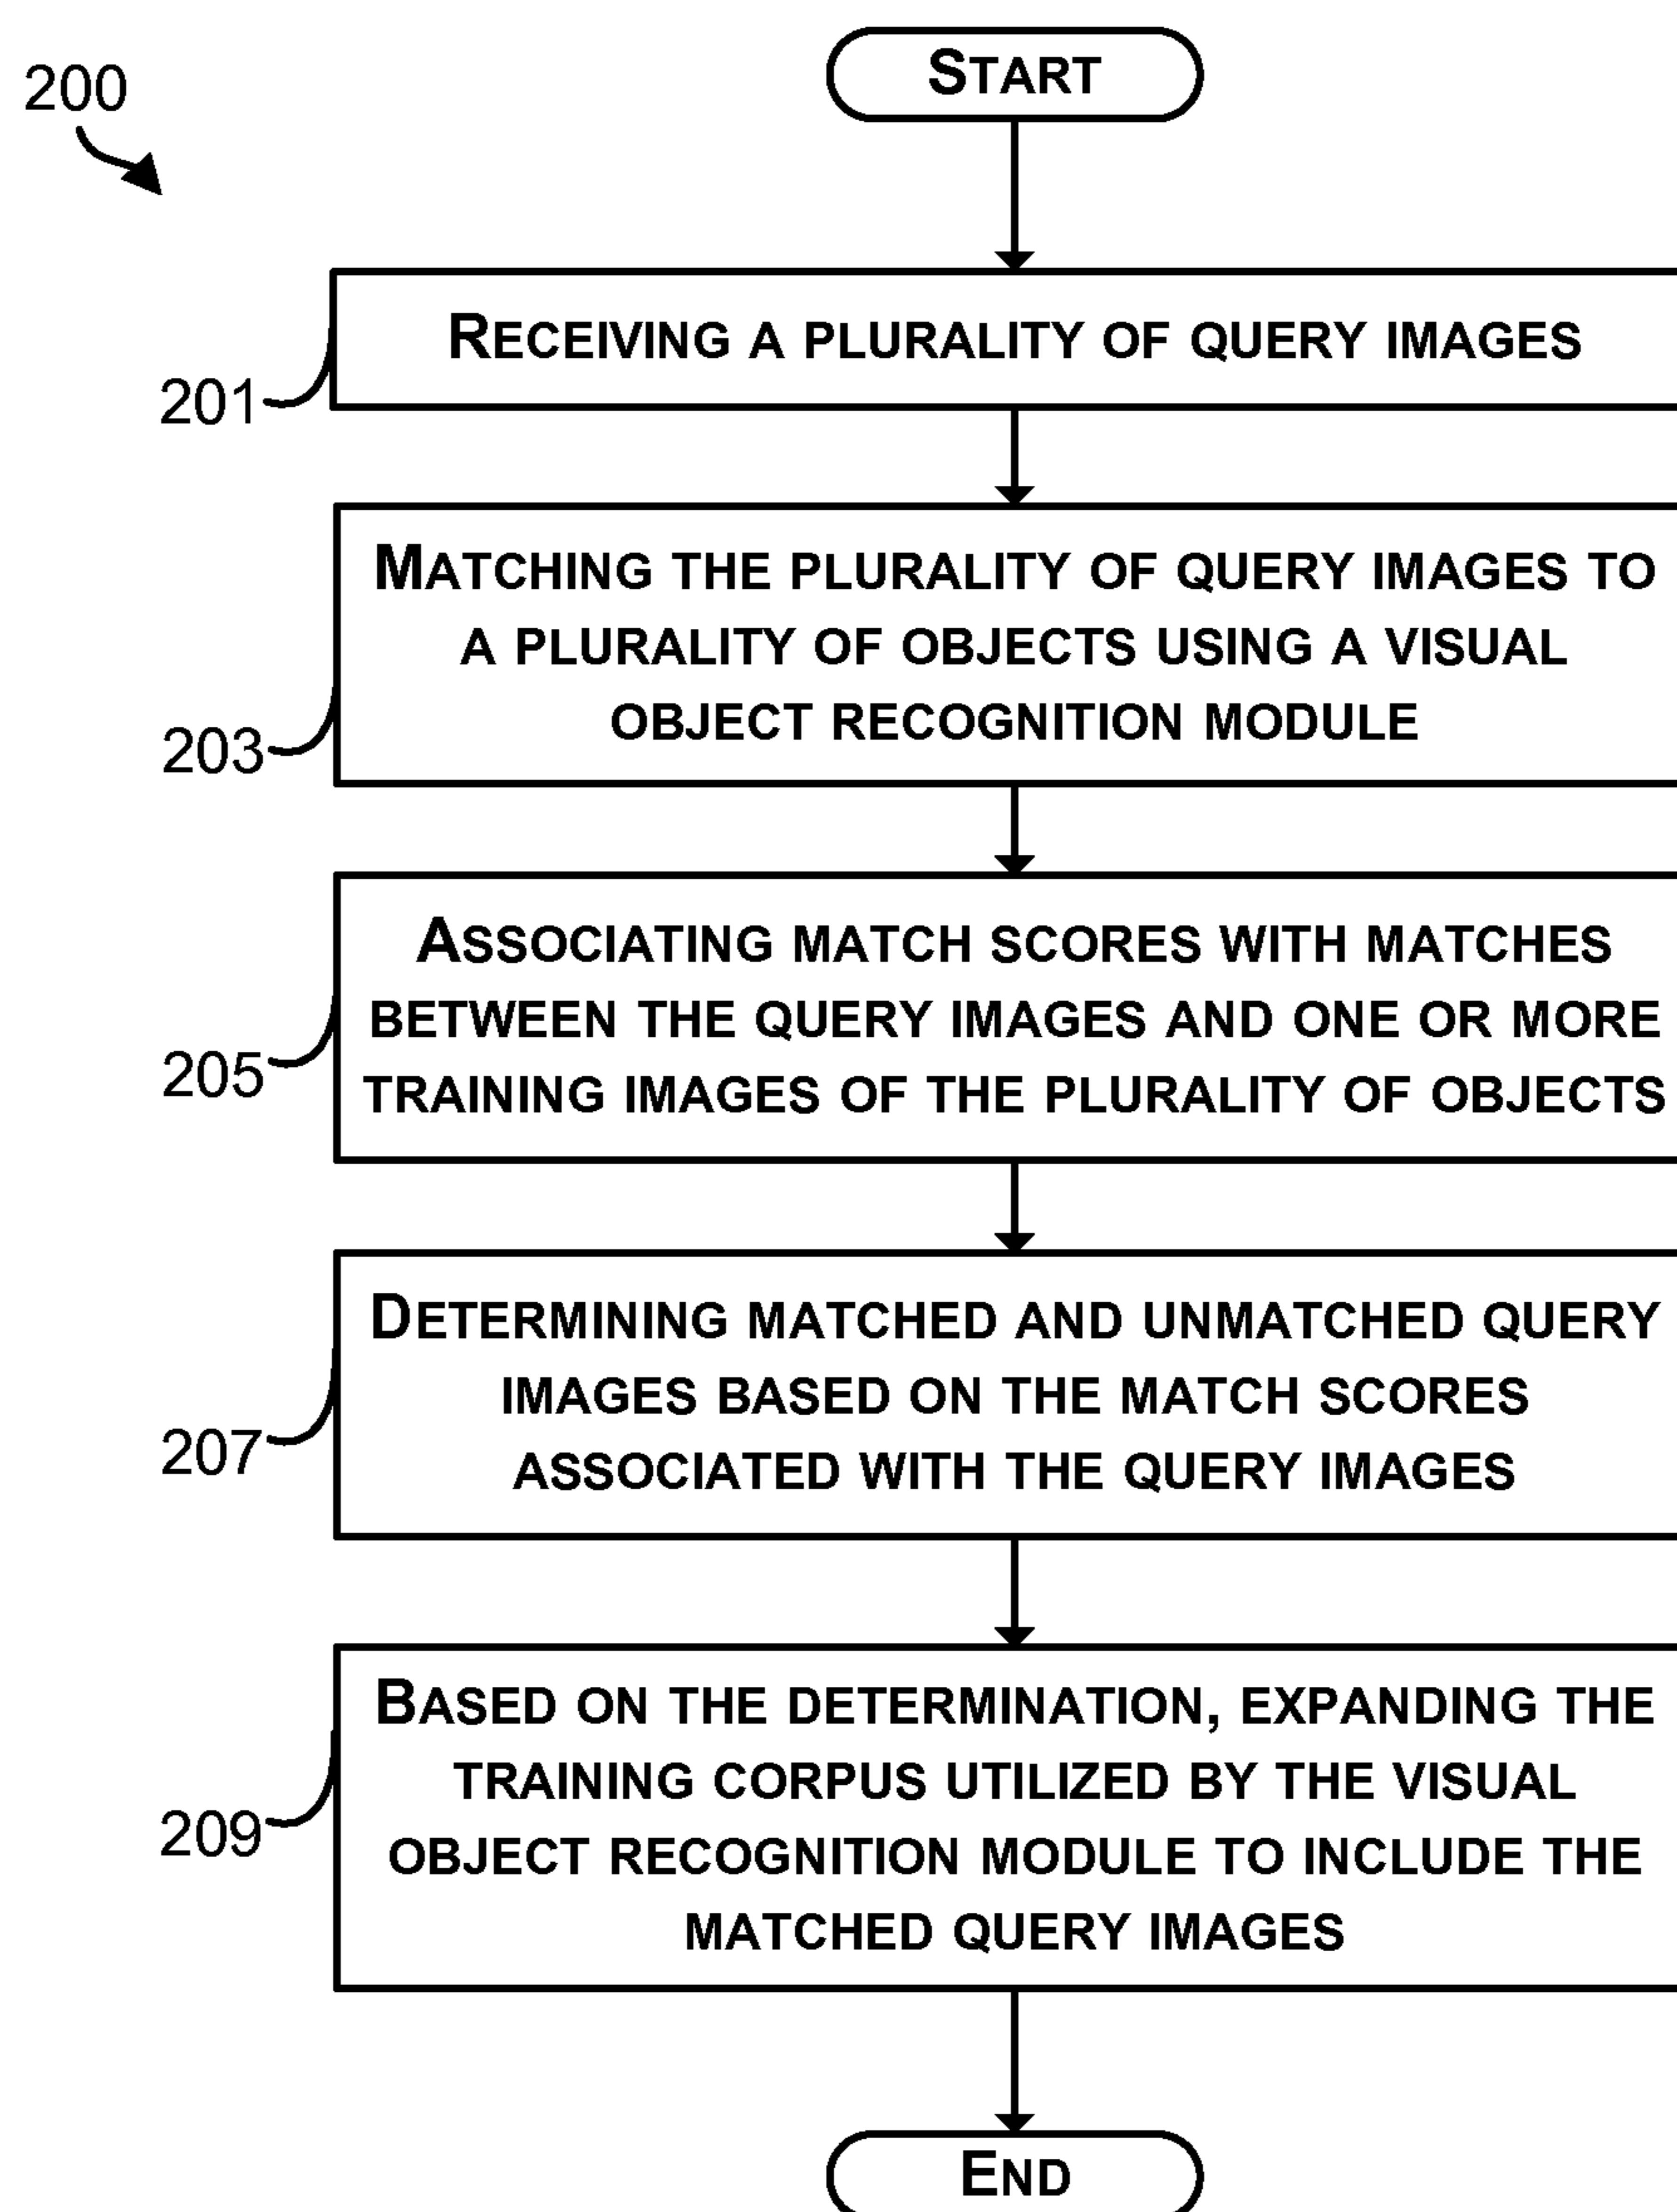 200
START
RECEIVING A PLURALITY OF QUERY IMAGES
201
MATCHING THE PLURALITY OF QUERY IMAGES TO
A PLURALITY OF OBJECTS USING A VISUAL
OBJECT RECOGNITION MODULE
203
ASSOCIATING MATCH SCORES WITH MATCHES
BETWEEN THE QUERY IMAGES AND ONE OR MORE
TRAINING IMAGES OF THE PLURALITY OF OBJECTS
205
DETERMINING MATCHED AND UNMATCHED QUERY
IMAGES BASED ON THE MATCH SCORES
ASSOCIATED WITH THE QUERY IMAGES
207
BASED ON THE DETERMINATION, EXPANDING THE
TRAINING CORPUS UTILIZED BY THE VISUAL
OBJECT RECOGNITION MODULE TO INCLUDE THE
MATCHED QUERY IMAGES
209
END